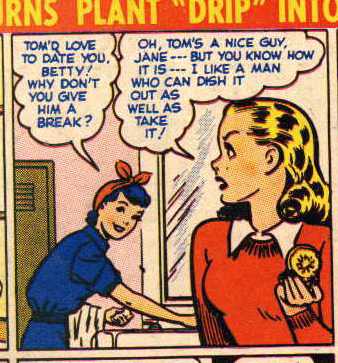 URNS PLANT "DRIP" INTO
TOM'D LOVE
TO DATE YOU,
BETTY!
WHY DON'T
YOU GIVE
HIM A
BREAK?
OH, TOM'S A NICE GUY,
JANE --- BUT YOU KNOW HOW
IT IS --- I LIKE A MAN
WHO CAN DISH IT
OUT AS
WELL AS
TAKE
IT!